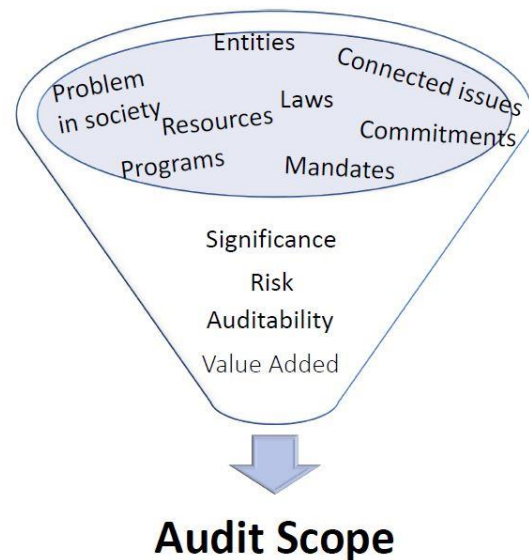 Entities
Connected issues
Problem
in society
Laws
Resources
Commitments
Programs
Mandates
Significance
Risk
Auditability
Value Added
Audit Scope